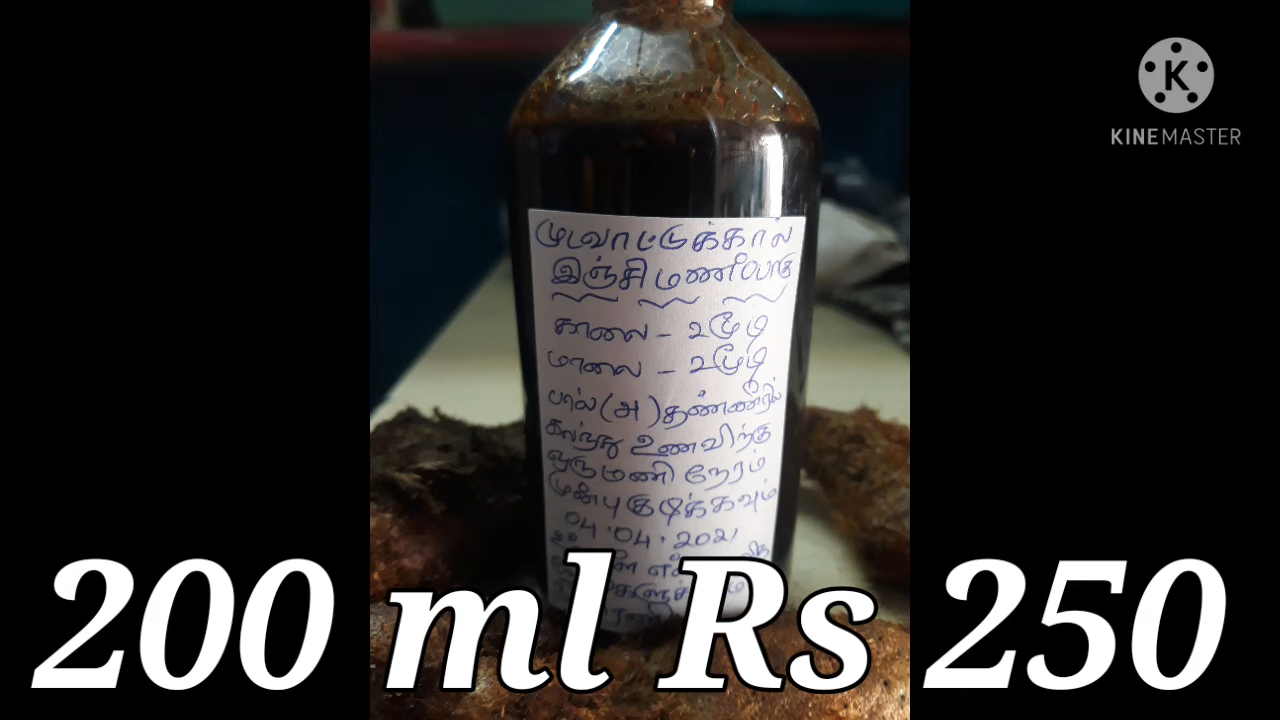 K
KINEMASTER
முடவாட்டுக்கால்
இஞ்சி மணப்பாகு
காலை - 2 மூடி
மாலை - 2 மூடி
பால் (அ) தண்ணீரில்
கலந்து உணவிற்கு
ஒருமணி நேரம்
முன்பு குடிக்கவும்
04.04.2021
200 ml Rs 250